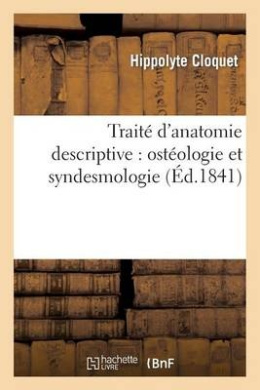 Hippolyte Cloquet
Traité d'anatomie
descriptive : ostéologie et
syndesmologie (Éd.1841)
hachette
LIVRE
{BnF